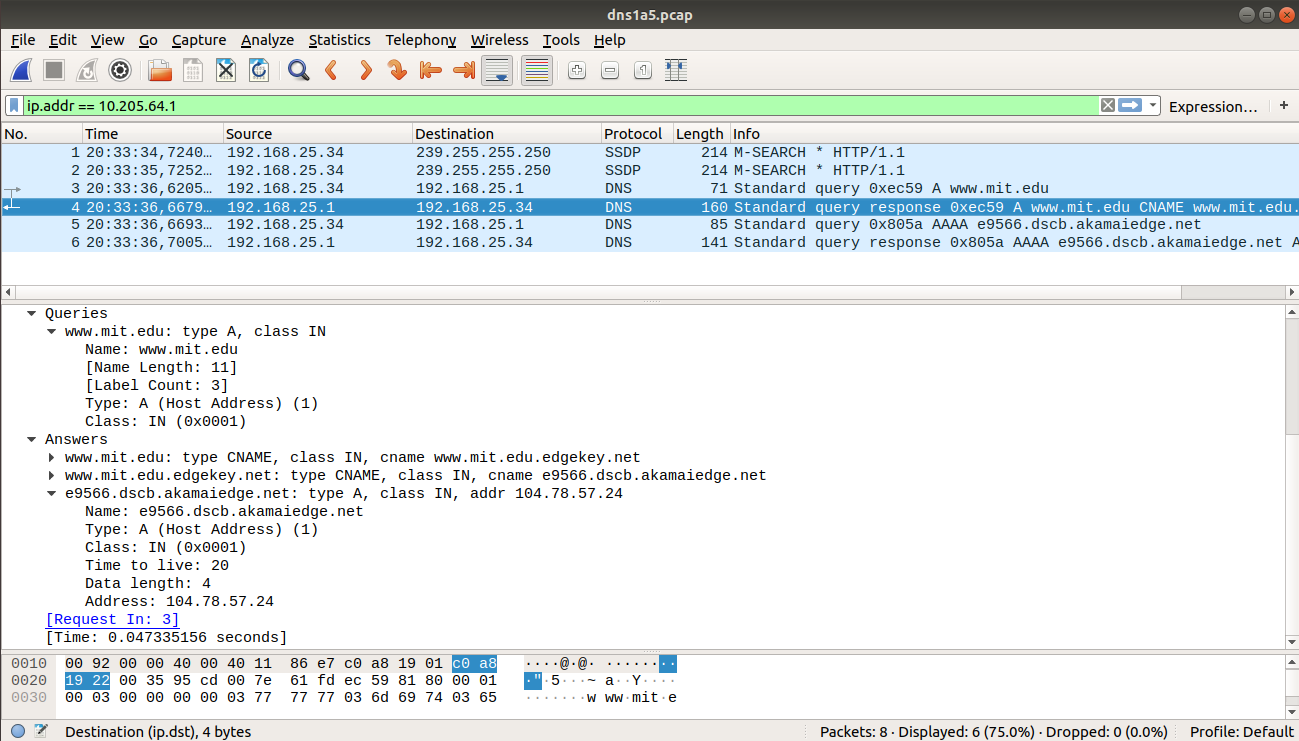 dns1a5.pcap
File Edit View Go Capture Analyze Statistics Telephony Wireless Tools Help
ip.addr == 10.205.64.1 Expression… +
No. Time Source Destination Protocol Length Info
1 20:33:34,7240… 192.168.25.34 239.255.255.250 SSDP 214 M-SEARCH * HTTP/1.1
2 20:33:35,7252… 192.168.25.34 239.255.255.250 SSDP 214 M-SEARCH * HTTP/1.1
3 20:33:36,6205… 192.168.25.34 192.168.25.1 DNS 71 Standard query 0xec59 A www.mit.edu
4 20:33:36,6679… 192.168.25.1 192.168.25.34 DNS 160 Standard query response 0xec59 A www.mit.edu CNAME www.mit.edu.
5 20:33:36,6693… 192.168.25.34 192.168.25.1 DNS 85 Standard query 0x805a AAAA e9566.dscb.akamaiedge.net
6 20:33:36,7005… 192.168.25.1 192.168.25.34 DNS 141 Standard query response 0x805a AAAA e9566.dscb.akamaiedge.net A
Queries
www.mit.edu: type A, class IN
Name: www.mit.edu
[Name Length: 11]
[Label Count: 3]
Type: A (Host Address) (1)
Class: IN (0x0001)
Answers
www.mit.edu: type CNAME, class IN, cname www.mit.edu.edgekey.net
www.mit.edu.edgekey.net: type CNAME, class IN, cname e9566.dscb.akamaiedge.net
e9566.dscb.akamaiedge.net: type A, class IN, addr 104.78.57.24
Name: e9566.dscb.akamaiedge.net
Type: A (Host Address) (1)
Class: IN (0x0001)
Time to live: 20
Data length: 4
Address: 104.78.57.24
[Request In: 3]
[Time: 0.047335156 seconds]
0010 00 92 00 00 40 00 40 11 86 e7 c0 a8 19 01 c0 a8 ····@·@· ········
0020 19 22 00 35 95 cd 00 7e 61 fd ec 59 81 80 00 01 ·"·5···~ a··Y····
0030 00 03 00 00 00 00 03 77 77 77 03 6d 69 74 03 65 ·······w ww·mit·e
Destination (ip.dst), 4 bytes Packets: 8 · Displayed: 6 (75.0%) · Dropped: 0 (0.0%) Profile: Default